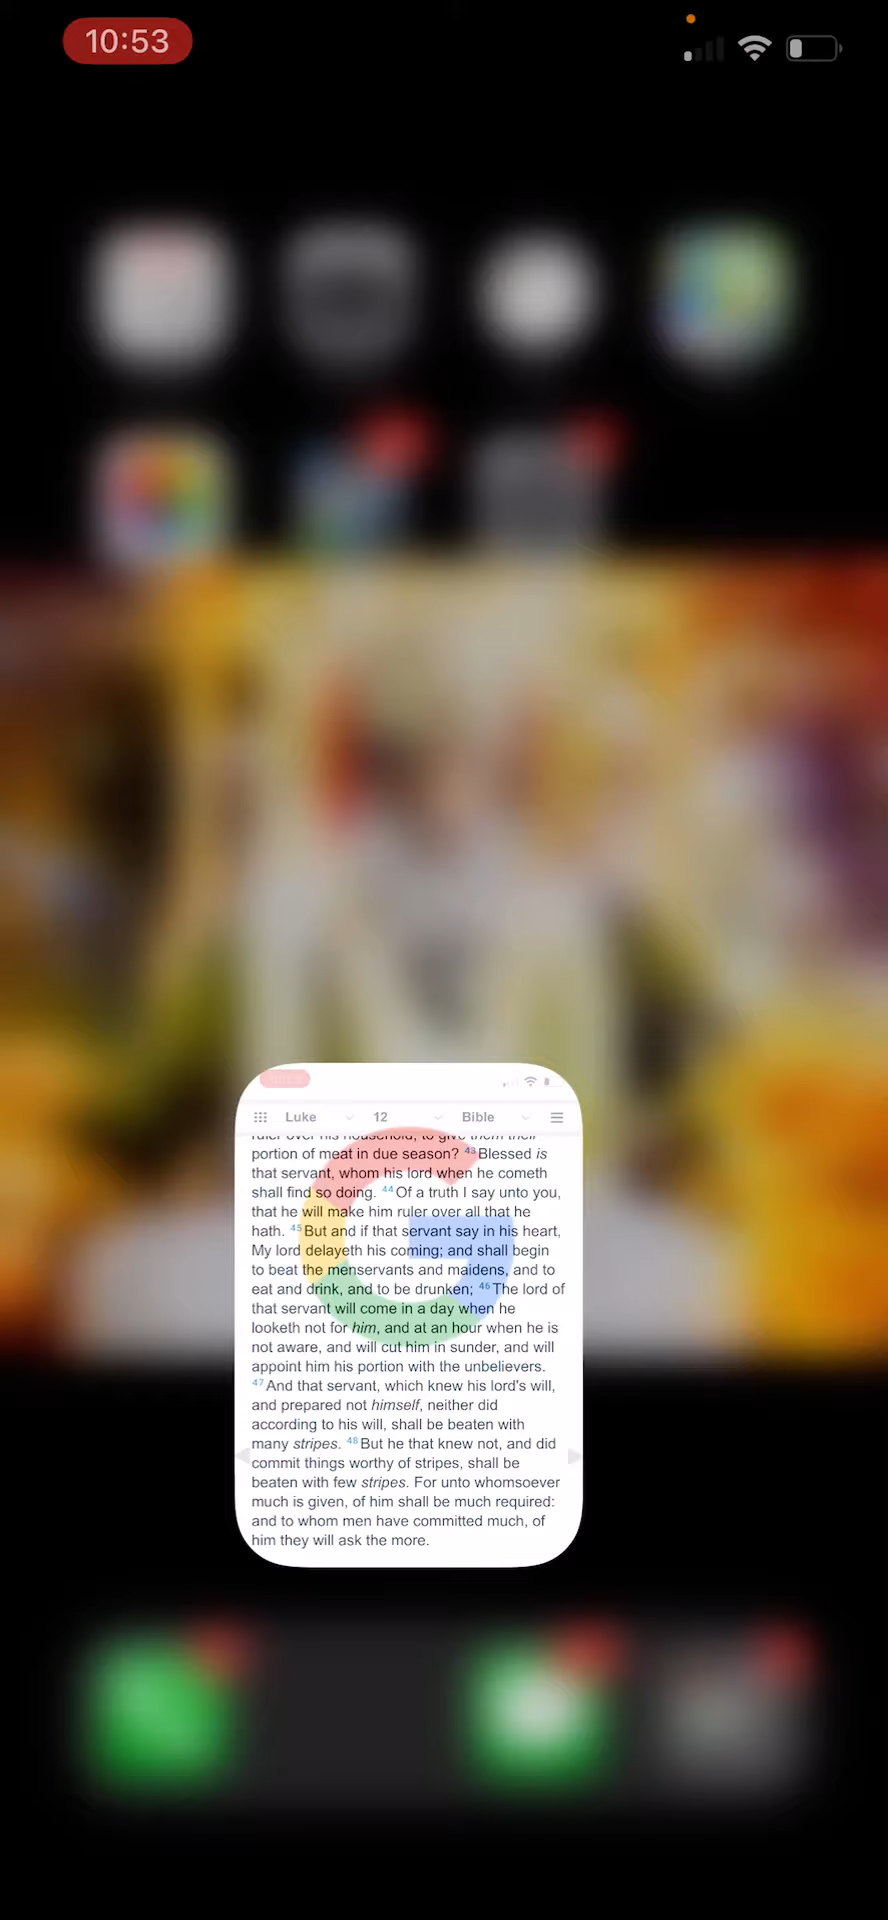 10:53
Luke 12 Bible
ruler over his household, to give them their
portion of meat in due season? 43 Blessed is
that servant, whom his lord when he cometh
shall find so doing. 44 Of a truth I say unto you,
that he will make him ruler over all that he
hath. 45 But and if that servant say in his heart,
My lord delayeth his coming; and shall begin
to beat the menservants and maidens, and to
eat and drink, and to be drunken; 46 The lord of
that servant will come in a day when he
looketh not for him, and at an hour when he is
not aware, and will cut him in sunder, and will
appoint him his portion with the unbelievers.
47 And that servant, which knew his lord's will,
and prepared not himself, neither did
according to his will, shall be beaten with
many stripes. 48 But he that knew not, and did
commit things worthy of stripes, shall be
beaten with few stripes. For unto whomsoever
much is given, of him shall be much required:
and to whom men have committed much, of
him they will ask the more.